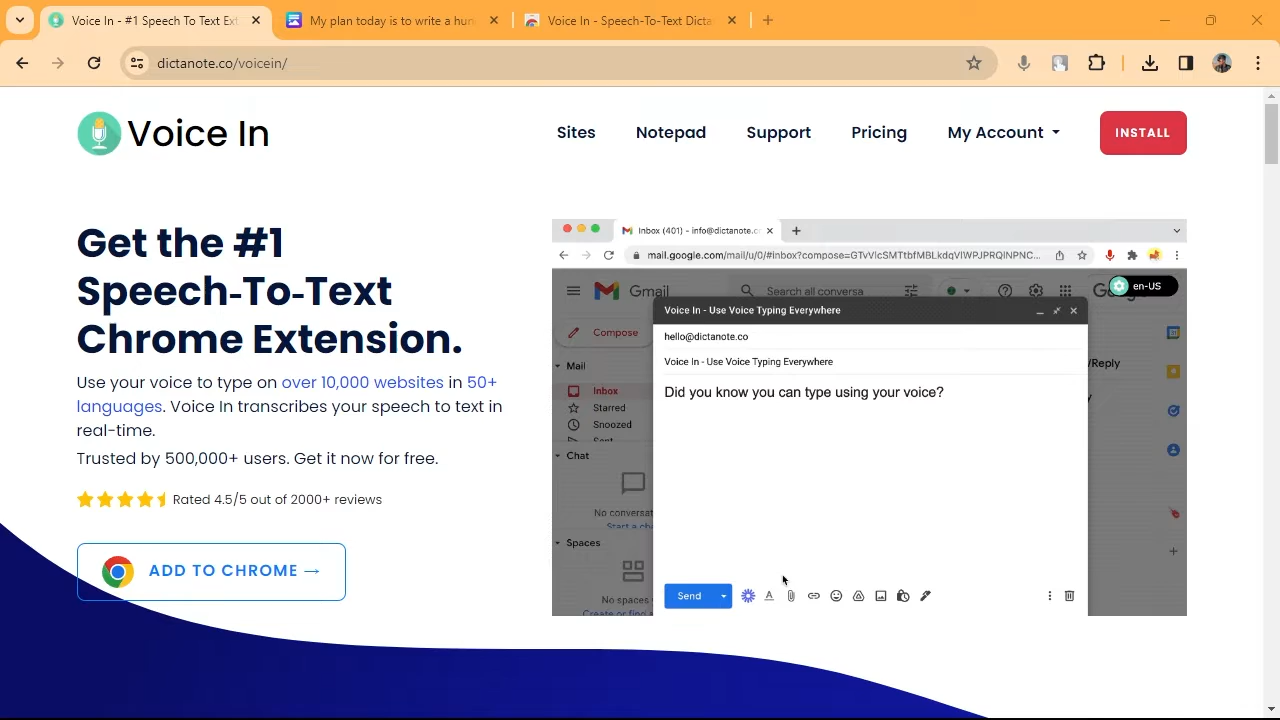 Voice In - #1 Speech To Text Ext
My plan today is to write a hun
Voice In - Speech-To-Text Dicta
dictanote.co/voicein/
Voice In
Sites
Notepad
Support
Pricing
My Account
INSTALL
Get the #1
Speech-To-Text
Chrome Extension.
Use your voice to type on over 10,000 websites in 50+
languages. Voice In transcribes your speech to text in
real-time.
Trusted by 500,000+ users. Get it now for free.
Rated 4.5/5 out of 2000+ reviews
ADD TO CHROME →
Inbox (401) - info@dictanote.c
mail.google.com/mail/u/0/#inbox?compose=GTvVlcSMTtbfMBLkdqVlWPJPRQlNPNC...
Gmail
Search all conversa
en-US
Compose
Mail
Inbox
Starred
Snoozed
Sent
Chat
No conversat
Start a ch
Spaces
No spaces
Create or find
Voice In - Use Voice Typing Everywhere
hello@dictanote.co
Voice In - Use Voice Typing Everywhere
Did you know you can type using your voice?
Send
/Reply